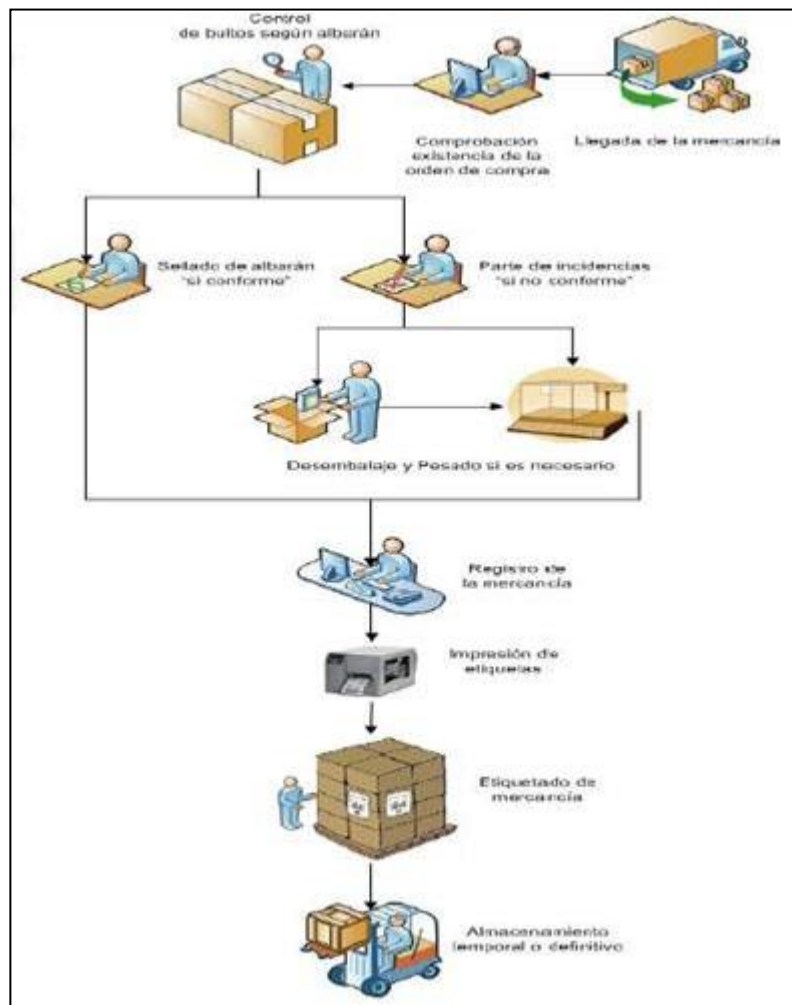 Control
de bultos según albarán
Comprobación
existencia de la
orden de compra
Llegada de la mercancía
Sellado de albarán
"si conforme"
Parte de incidencias
"si no conforme"
Desembalaje y Pesado si es necesario
Registro de
la mercancía
Impresión de
etiquetas
Etiquetado de
mercancía
Almacenamiento
temporal o definitivo